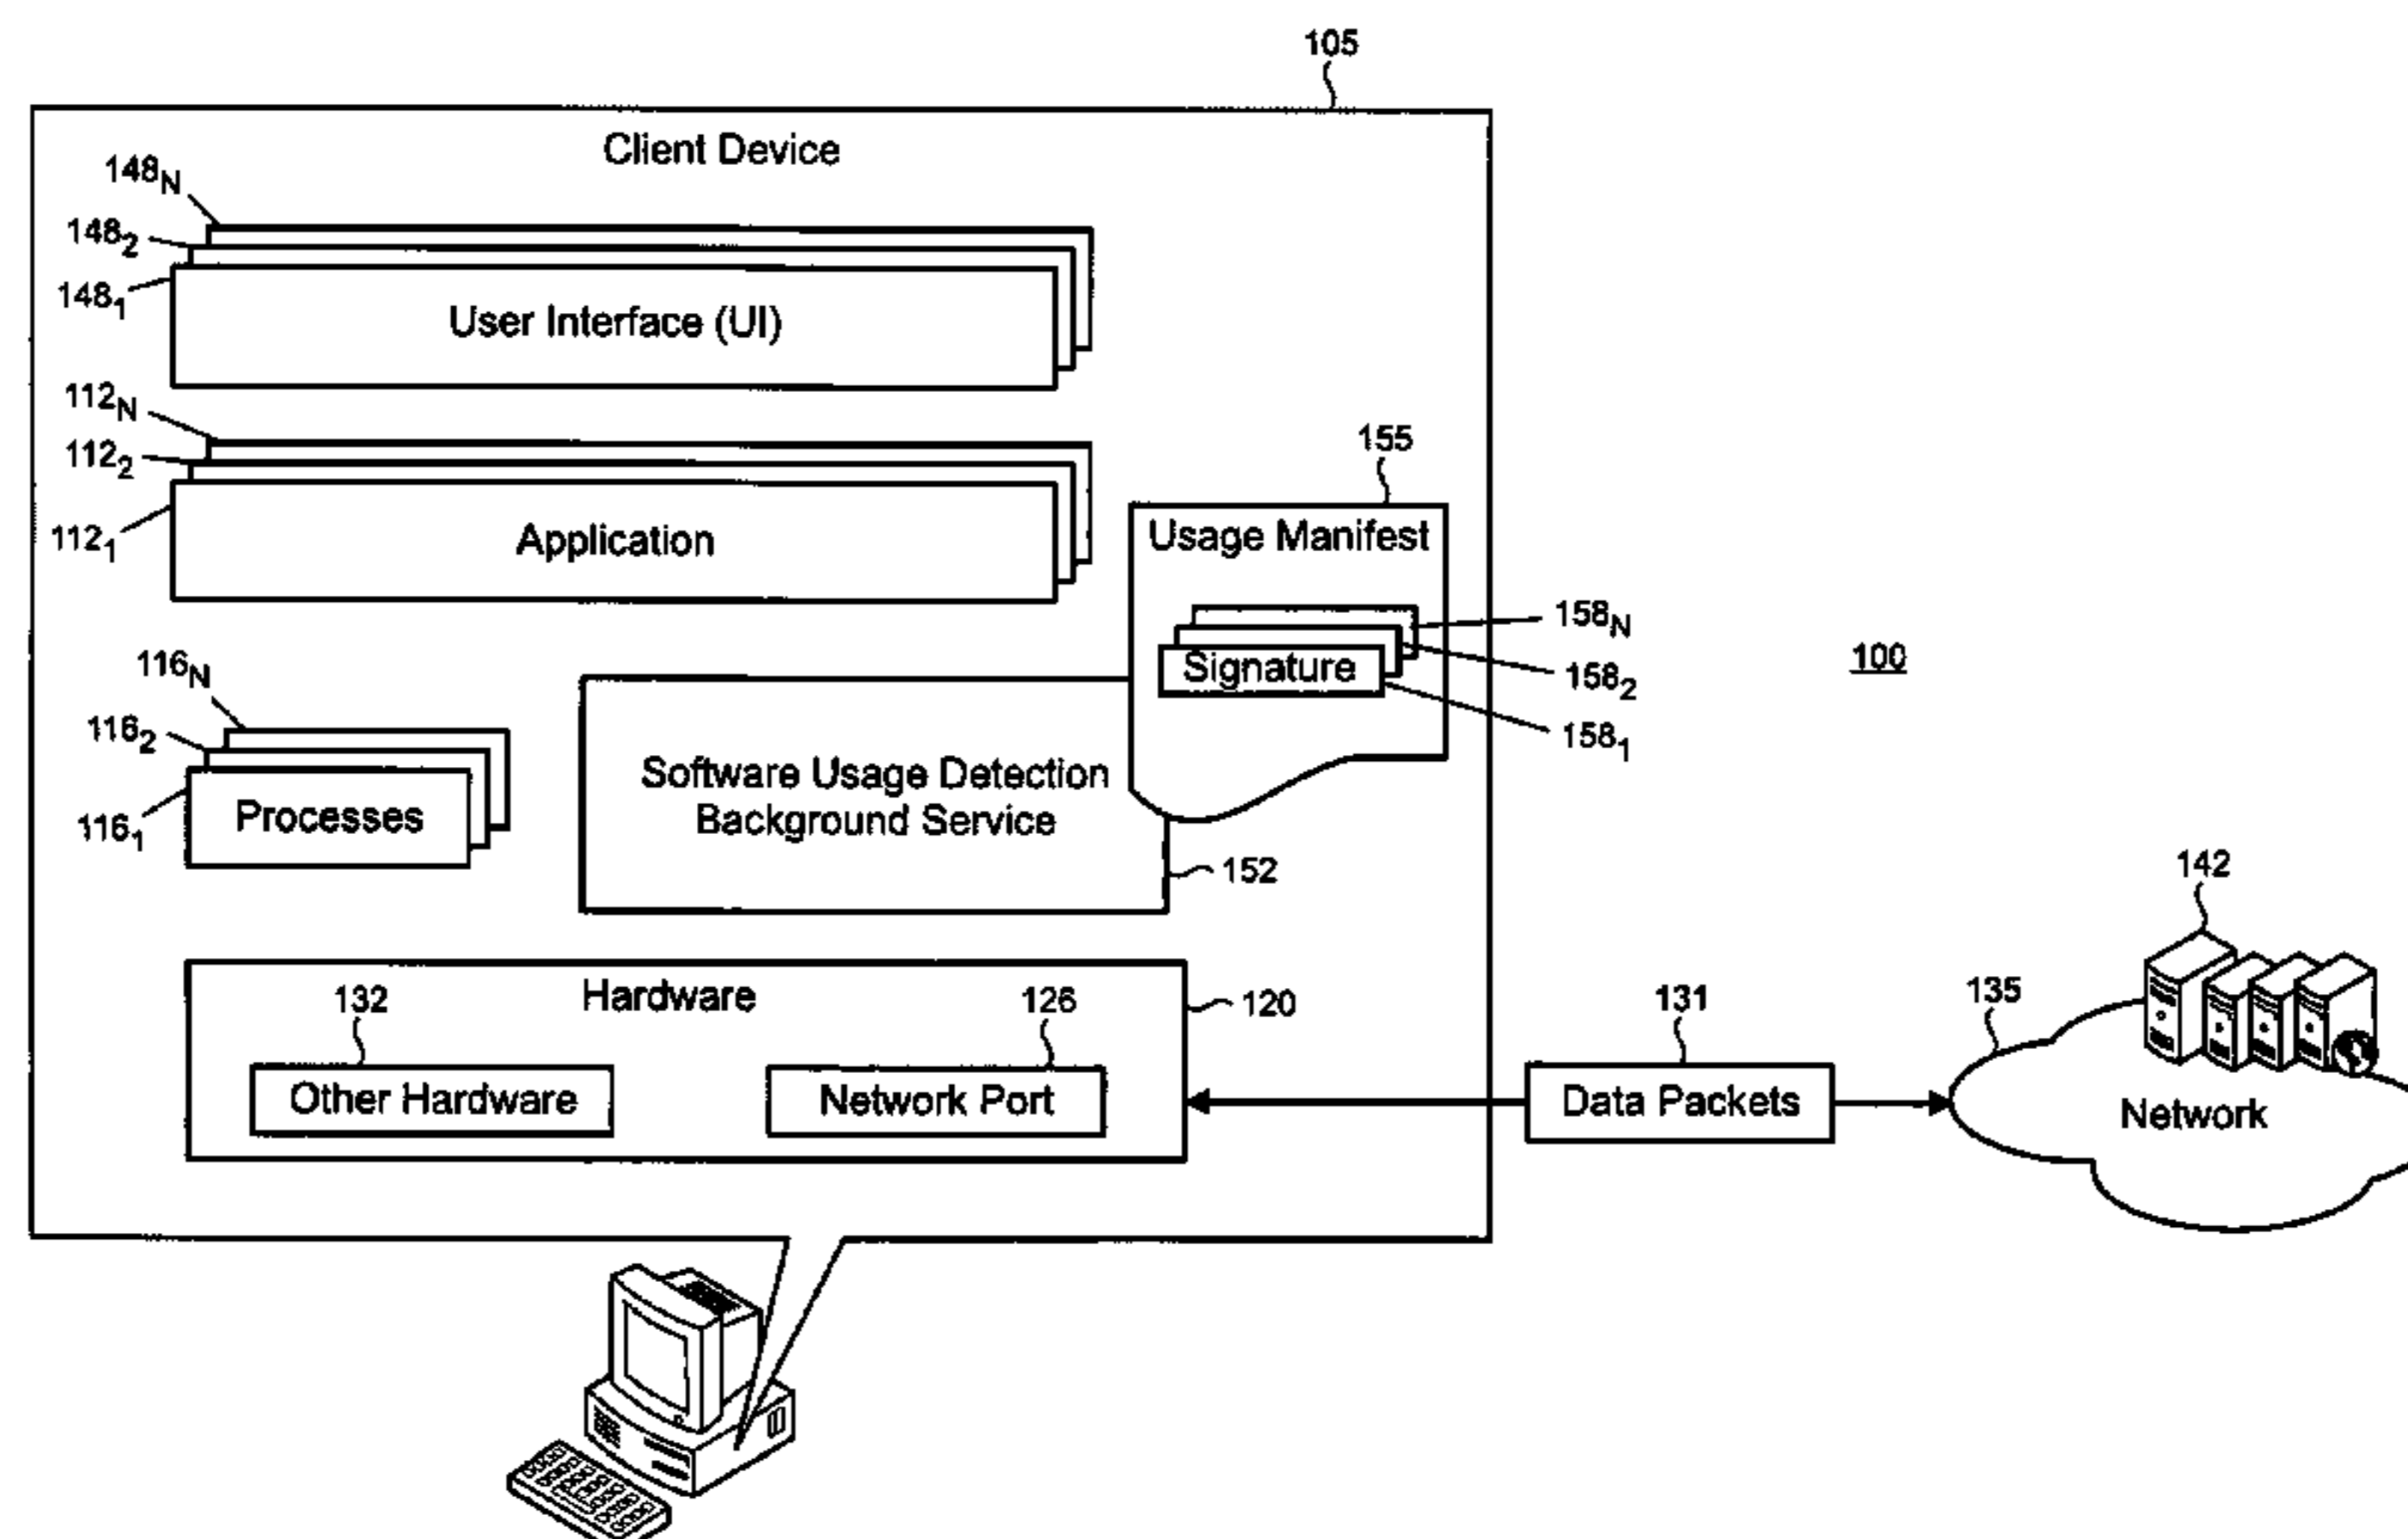 105
Client Device
148N
1482
1481
User Interface (UI)
112N
1122
1121
Application
155
Usage Manifest
158N
Signature
1582
1581
100
116N
1162
1161
Processes
Software Usage Detection
Background Service
152
142
Hardware
132
126
120
131
135
Other Hardware
Network Port
Data Packets
Network